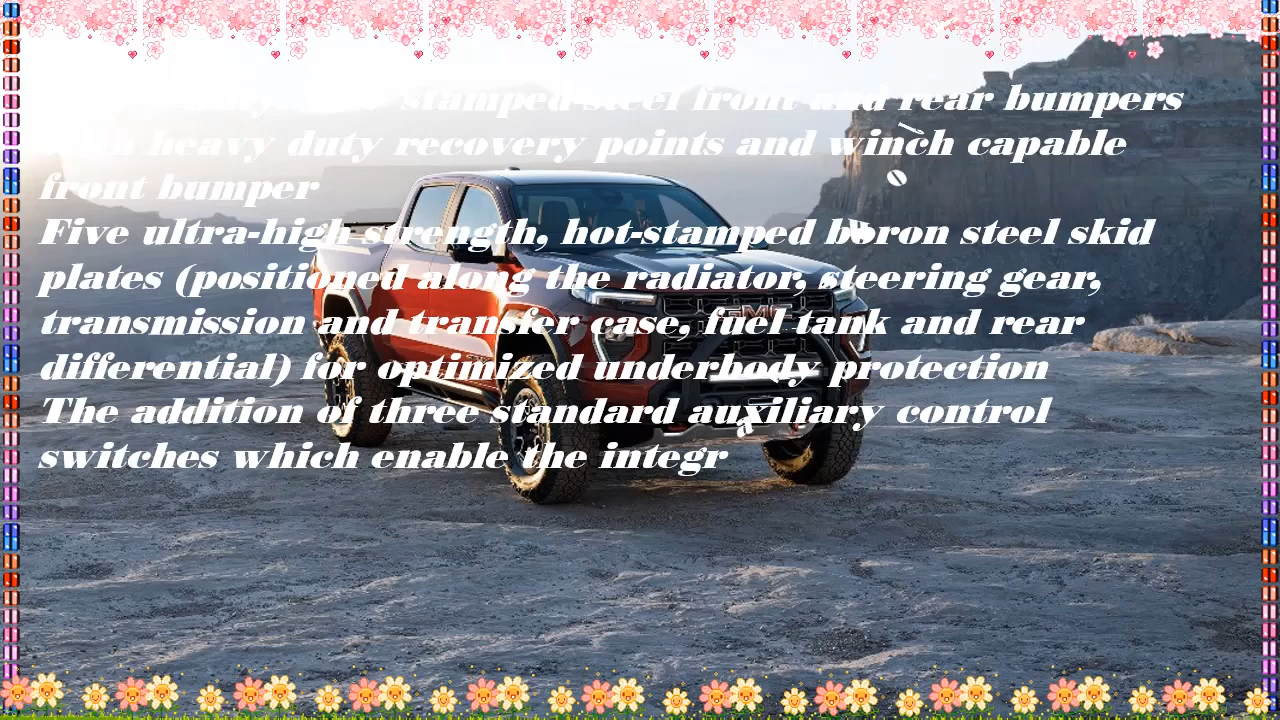 stamped steel front and rear bumpers
with heavy duty recovery points and winch capable
front bumper
Five ultra-high strength, hot-stamped boron steel skid
plates (positioned along the radiator, steering gear,
transmission and transfer case, fuel tank and rear
differential) for optimized underbody protection
The addition of three standard auxiliary control
switches which enable the integr
GMC